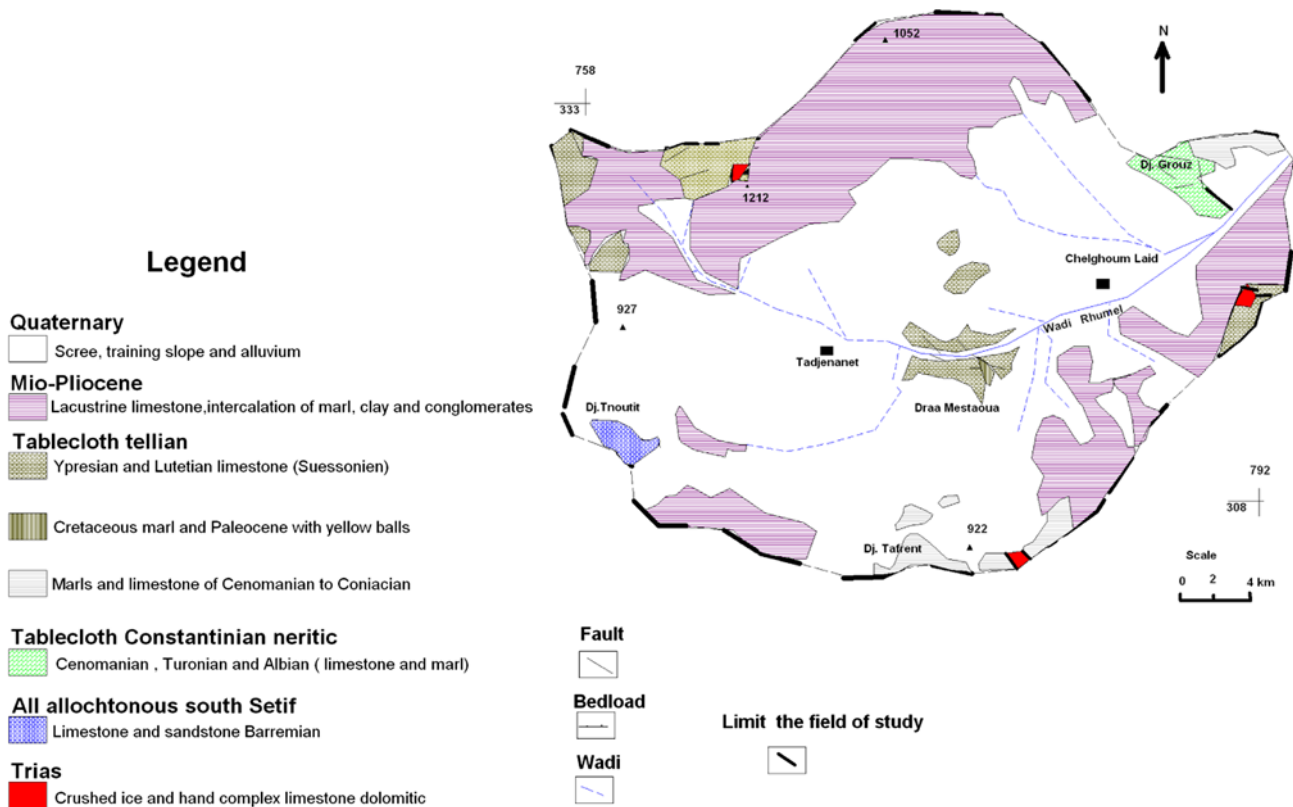 Legend
Quaternary
Scree, training slope and alluvium
Mio-Pliocene
Lacustrine limestone,intercalation of marl, clay and conglomerates
Tablecloth tellian
Ypresian and Lutetian limestone (Suessonien)
Cretaceous marl and Paleocene with yellow balls
Marls and limestone of Cenomanian to Coniacian
Tablecloth Constantinian neritic
Cenomanian , Turonian and Albian ( limestone and marl)
All allochtonous south Setif
Limestone and sandstone Barremian
Trias
Crushed ice and hand complex limestone dolomitic
Fault
Bedload
Wadi
Limit the field of study
1052
N
758
333
Dj. Grouz
1212
Chelghoum Laid
927
Wadi Rhumel
Tadjenanet
Dj.Tnoutit
Draa Mestaoua
792
308
922
Dj. Tafrent
Scale
0 2 4 km